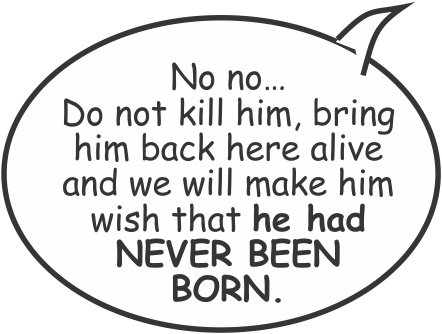 No no...
Do not kill him, bring
him back here alive
and we will make him
wish that he had
NEVER BEEN
BORN.